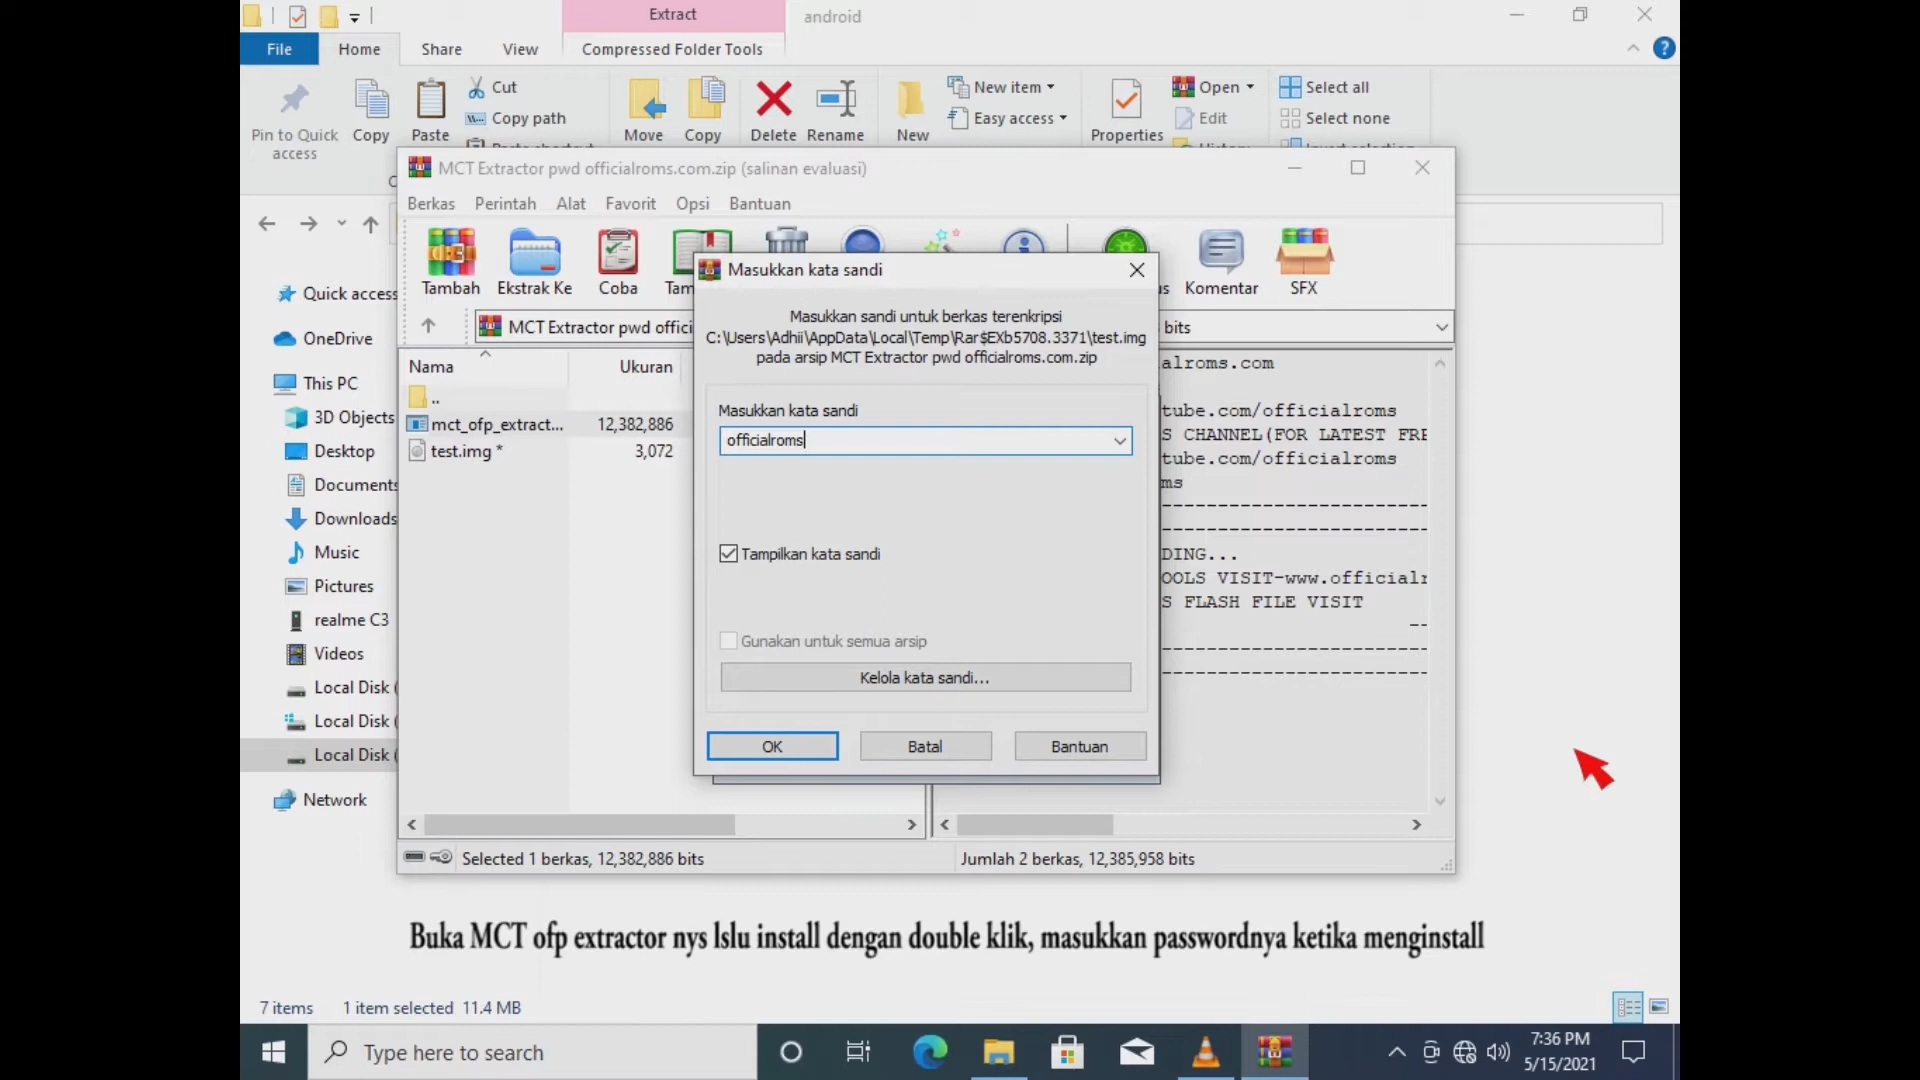 Extract
android
File
Home
Share
View
Compressed Folder Tools
Pin to Quick access
Copy
Paste
Cut
Copy path
Move
Copy
Delete
Rename
New
New item
Easy access
Properties
Open
Edit
Select all
Select none
MCT Extractor pwd officialroms.com.zip (salinan evaluasi)
Berkas Perintah Alat Favorit Opsi Bantuan
Tambah
Ekstrak Ke
Coba
Komentar
SFX
MCT Extractor pwd offici
bits
Nama
Ukuran
..
mct_ofp_extract... 12,382,886
test.img * 3,072
Quick access
OneDrive
This PC
3D Objects
Desktop
Documents
Downloads
Music
Pictures
realme C3
Videos
Local Disk (
Local Disk (
Local Disk (
Network
Masukkan kata sandi
Masukkan sandi untuk berkas terenkripsi
C:\Users\Adhii\AppData\Local\Temp\Rar$EXb5708.3371\test.img
pada arsip MCT Extractor pwd officialroms.com.zip
Masukkan kata sandi
officialroms
Tampilkan kata sandi
Gunakan untuk semua arsip
Kelola kata sandi...
OK
Batal
Bantuan
alroms.com
tube.com/officialroms
S CHANNEL(FOR LATEST FRE
tube.com/officialroms
ms
------------------------
------------------------
DING...
OOLS VISIT-www.officialr
S FLASH FILE VISIT
--
------------------------
------------------------
Selected 1 berkas, 12,382,886 bits
Jumlah 2 berkas, 12,385,958 bits
Buka MCT ofp extractor nys lslu install dengan double klik, masukkan passwordnya ketika menginstall
7 items
1 item selected 11.4 MB
Type here to search
7:36 PM
5/15/2021